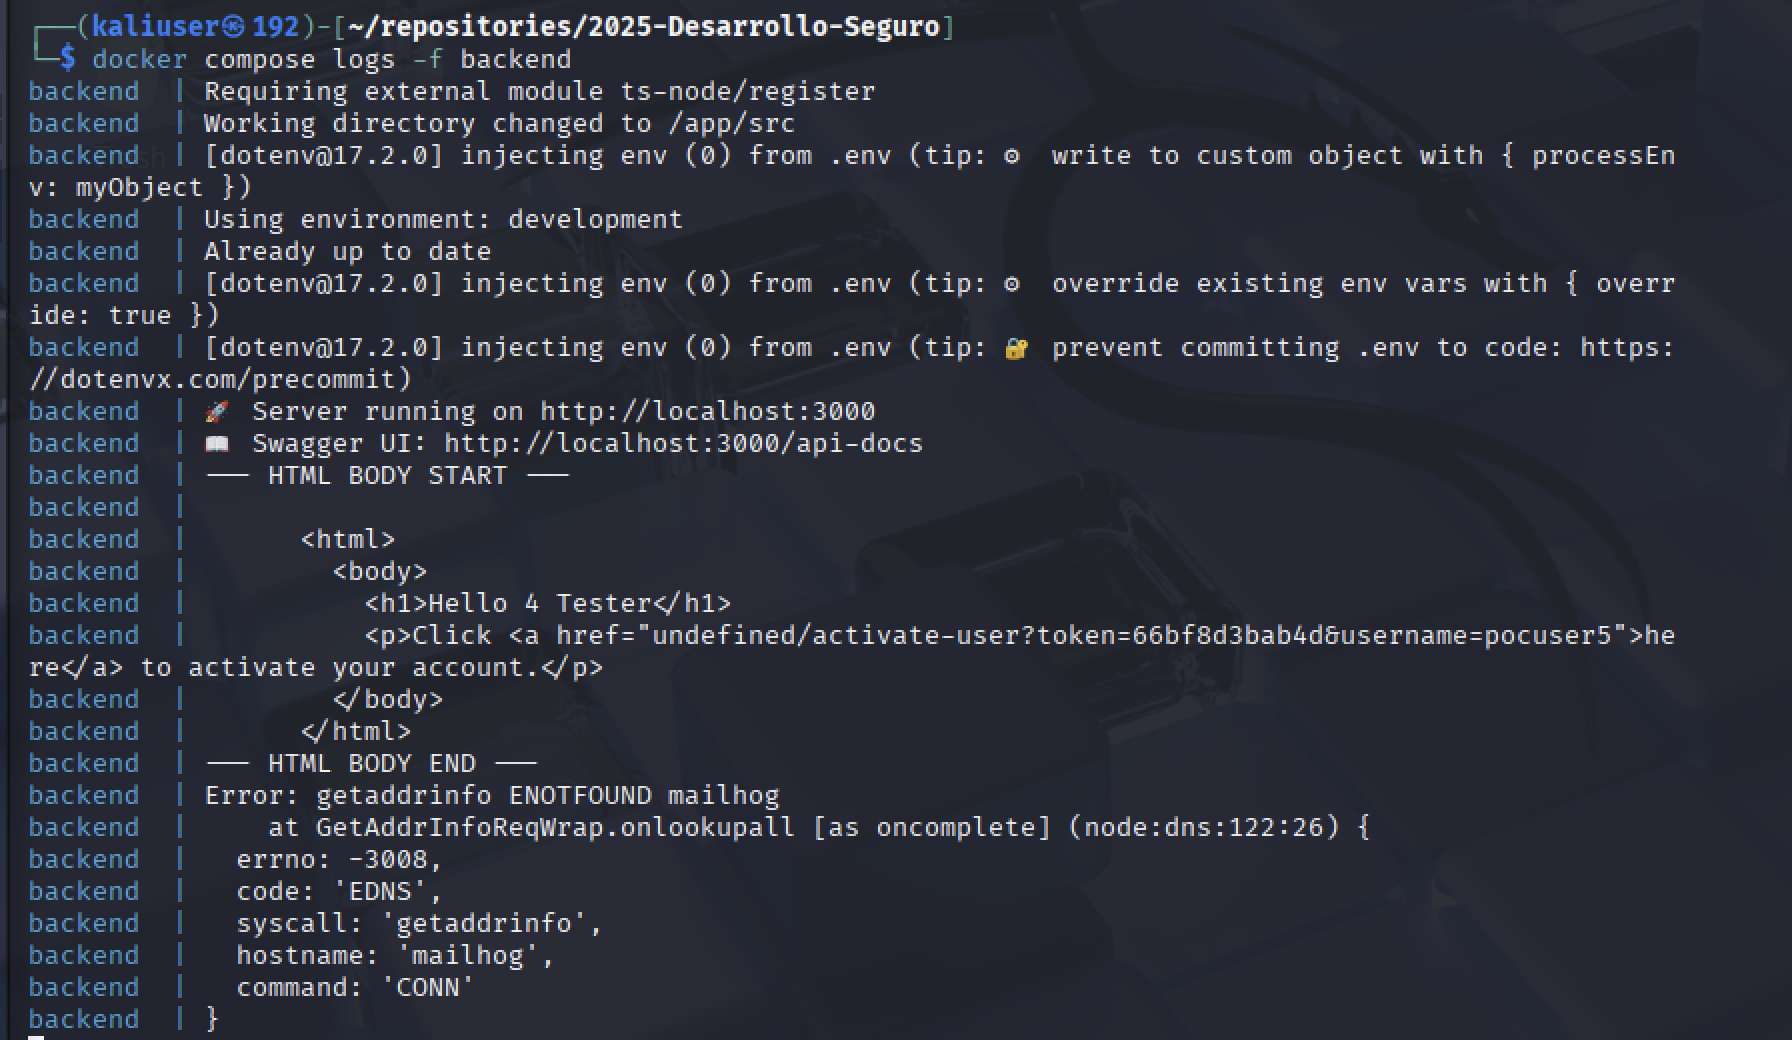 (kaliuser㉿192)-[~/repositories/2025-Desarrollo-Seguro]
$ docker compose logs -f backend
backend  | Requiring external module ts-node/register
backend  | Working directory changed to /app/src
backend  | [dotenv@17.2.0] injecting env (0) from .env (tip: ⚙️  write to custom object with { processEn
v: myObject })
backend  | Using environment: development
backend  | Already up to date
backend  | [dotenv@17.2.0] injecting env (0) from .env (tip: ⚙️  override existing env vars with { overr
ide: true })
backend  | [dotenv@17.2.0] injecting env (0) from .env (tip: 🔐 prevent committing .env to code: https:
//dotenvx.com/precommit)
backend  | 🚀 Server running on http://localhost:3000
backend  | 📖 Swagger UI: http://localhost:3000/api-docs
backend  | --- HTML BODY START ---
backend  |
backend  |       <html>
backend  |         <body>
backend  |           <h1>Hello 4 Tester</h1>
backend  |           <p>Click <a href="undefined/activate-user?token=66bf8d3bab4d&username=pocuser5">he
re</a> to activate your account.</p>
backend  |         </body>
backend  |       </html>
backend  | --- HTML BODY END ---
backend  | Error: getaddrinfo ENOTFOUND mailhog
backend  |     at GetAddrInfoReqWrap.onlookupall [as oncomplete] (node:dns:122:26) {
backend  |   errno: -3008,
backend  |   code: 'EDNS',
backend  |   syscall: 'getaddrinfo',
backend  |   hostname: 'mailhog',
backend  |   command: 'CONN'
backend  | }